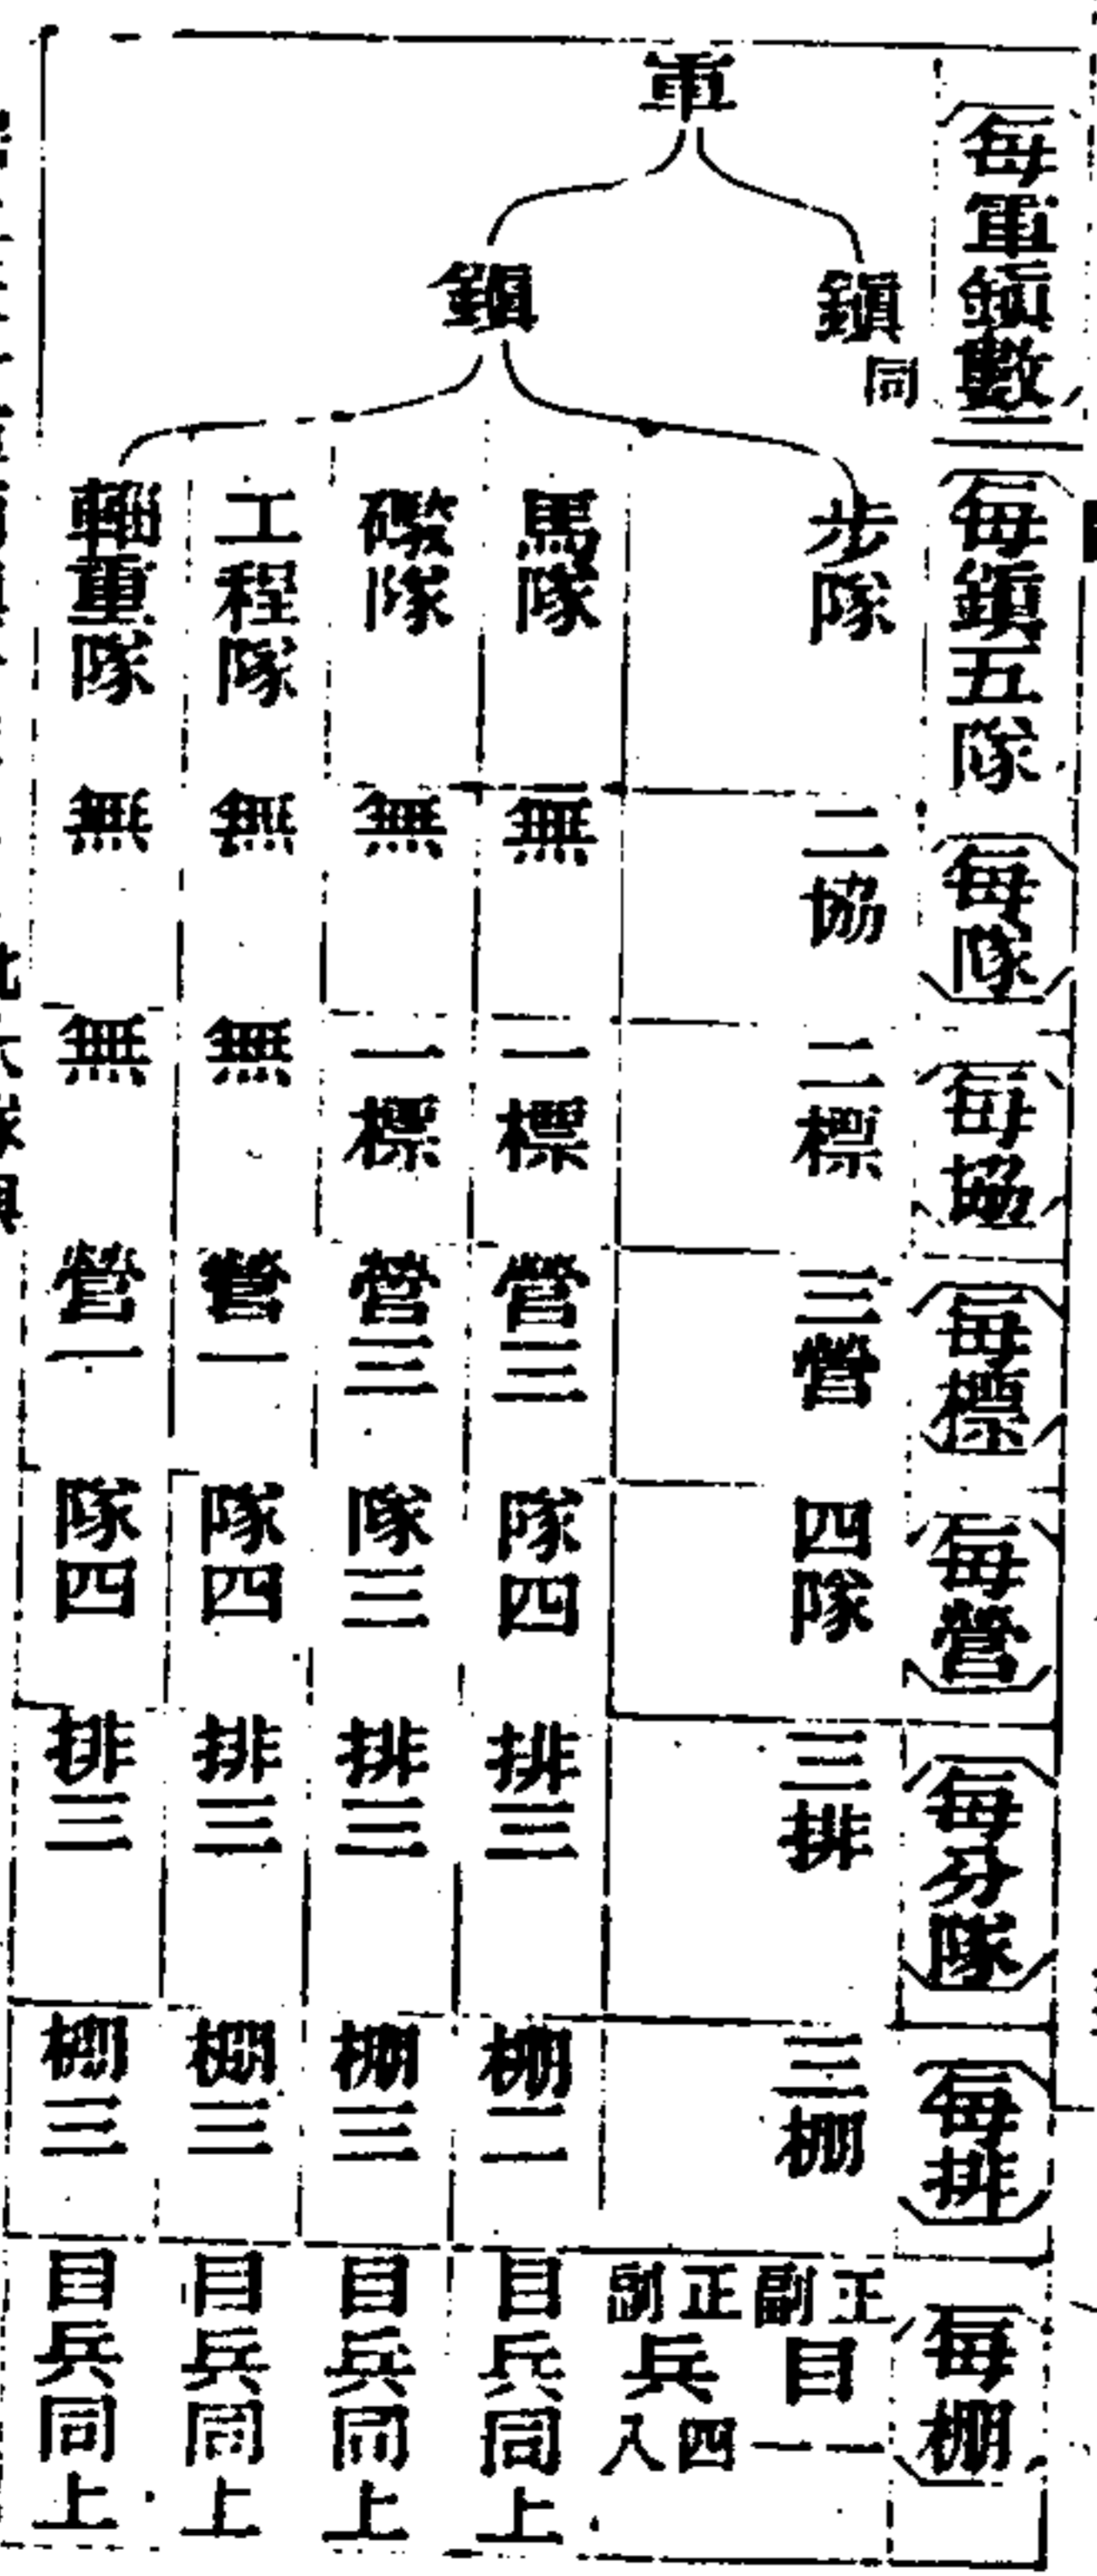 每軍鎭數二
每鎭五隊
每隊
每協
每標
每營
每分隊
每排
每棚
軍
鎭同
鎭
步隊
二協
二標
三營
四隊
三排
三棚
正副目一一
正副兵四八
馬隊
無
一標
營三
隊四
排三
棚二
目兵同上
礮隊
無
一標
營三
隊三
排三
棚三
目兵同上
工程隊
無
無
營一
隊四
排三
棚三
目兵同上
輜重隊
無
無
營一
隊四
排三
棚三
目兵同上